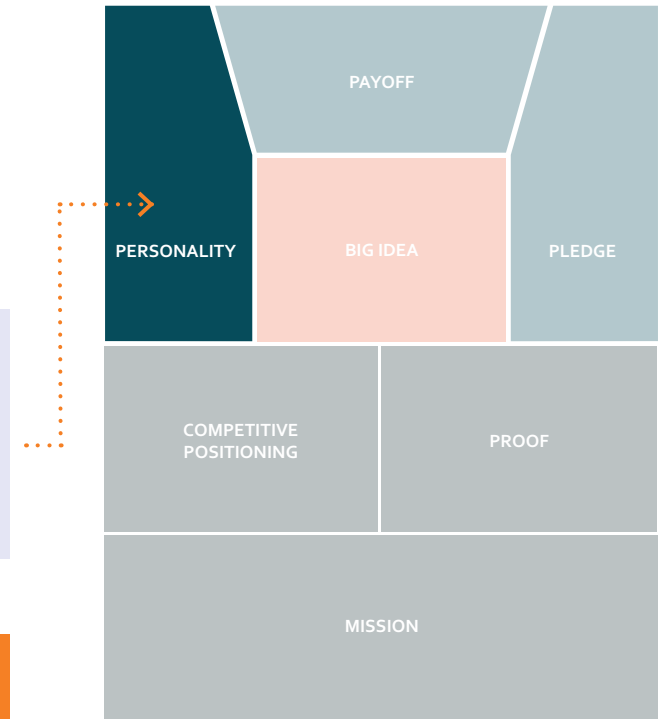 PAYOFF
PERSONALITY
BIG IDEA
PLEDGE
COMPETITIVE
POSITIONING
PROOF
MISSION